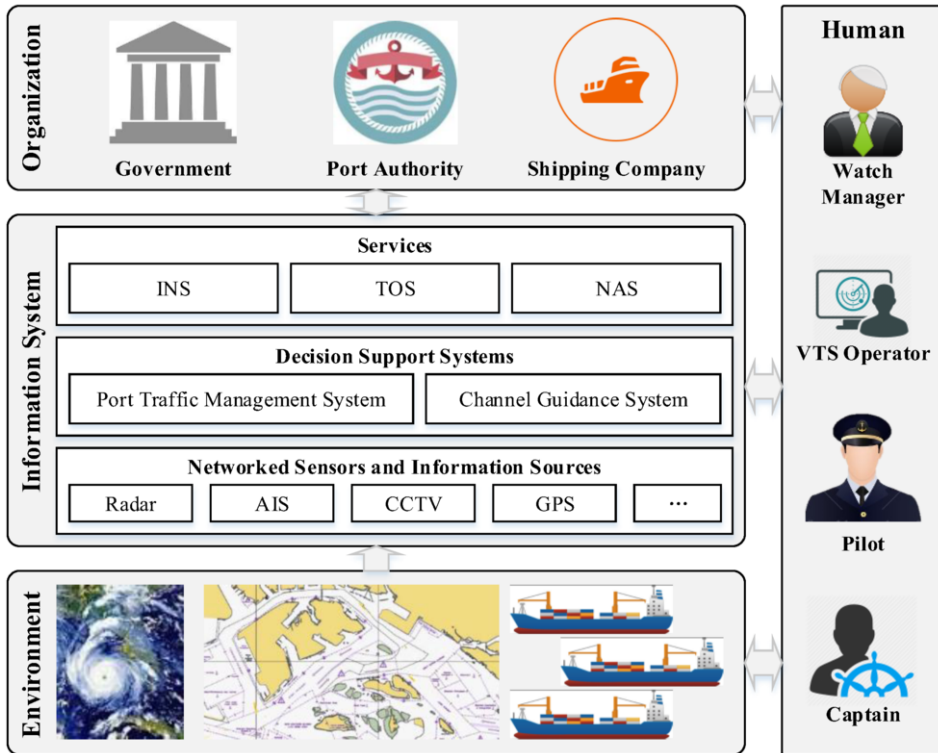 Organization
Government
Port Authority
Shipping Company
Information System
Services
INS
TOS
NAS
Decision Support Systems
Port Traffic Management System
Channel Guidance System
Networked Sensors and Information Sources
Radar
AIS
CCTV
GPS
...
Environment
Human
Watch
Manager
VTS Operator
Pilot
Captain